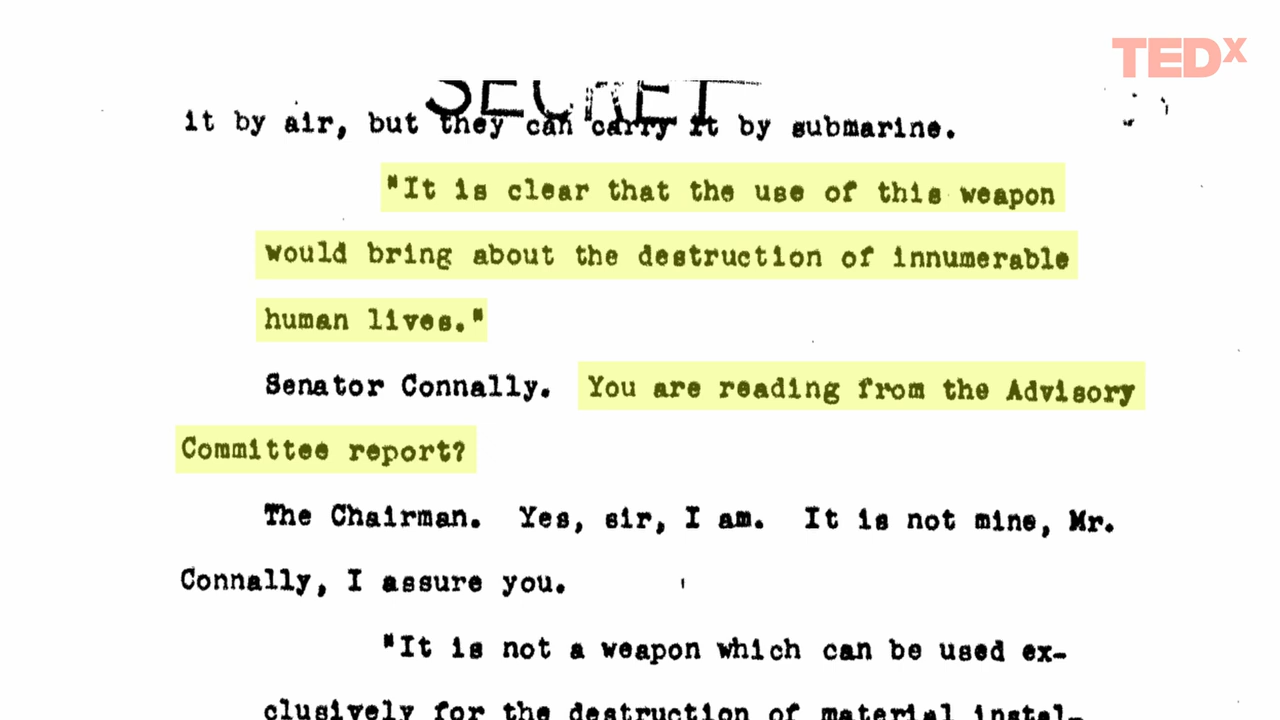 TEDx
SECRET
it by air, but they can carry it by submarine.
"It is clear that the use of this weapon
would bring about the destruction of innumerable
human lives."
Senator Connally. You are reading from the Advisory
Committee report?
The Chairman. Yes, sir, I am. It is not mine, Mr.
Connally, I assure you.
"It is not a weapon which can be used ex-
clusively for the destruction of material instal-